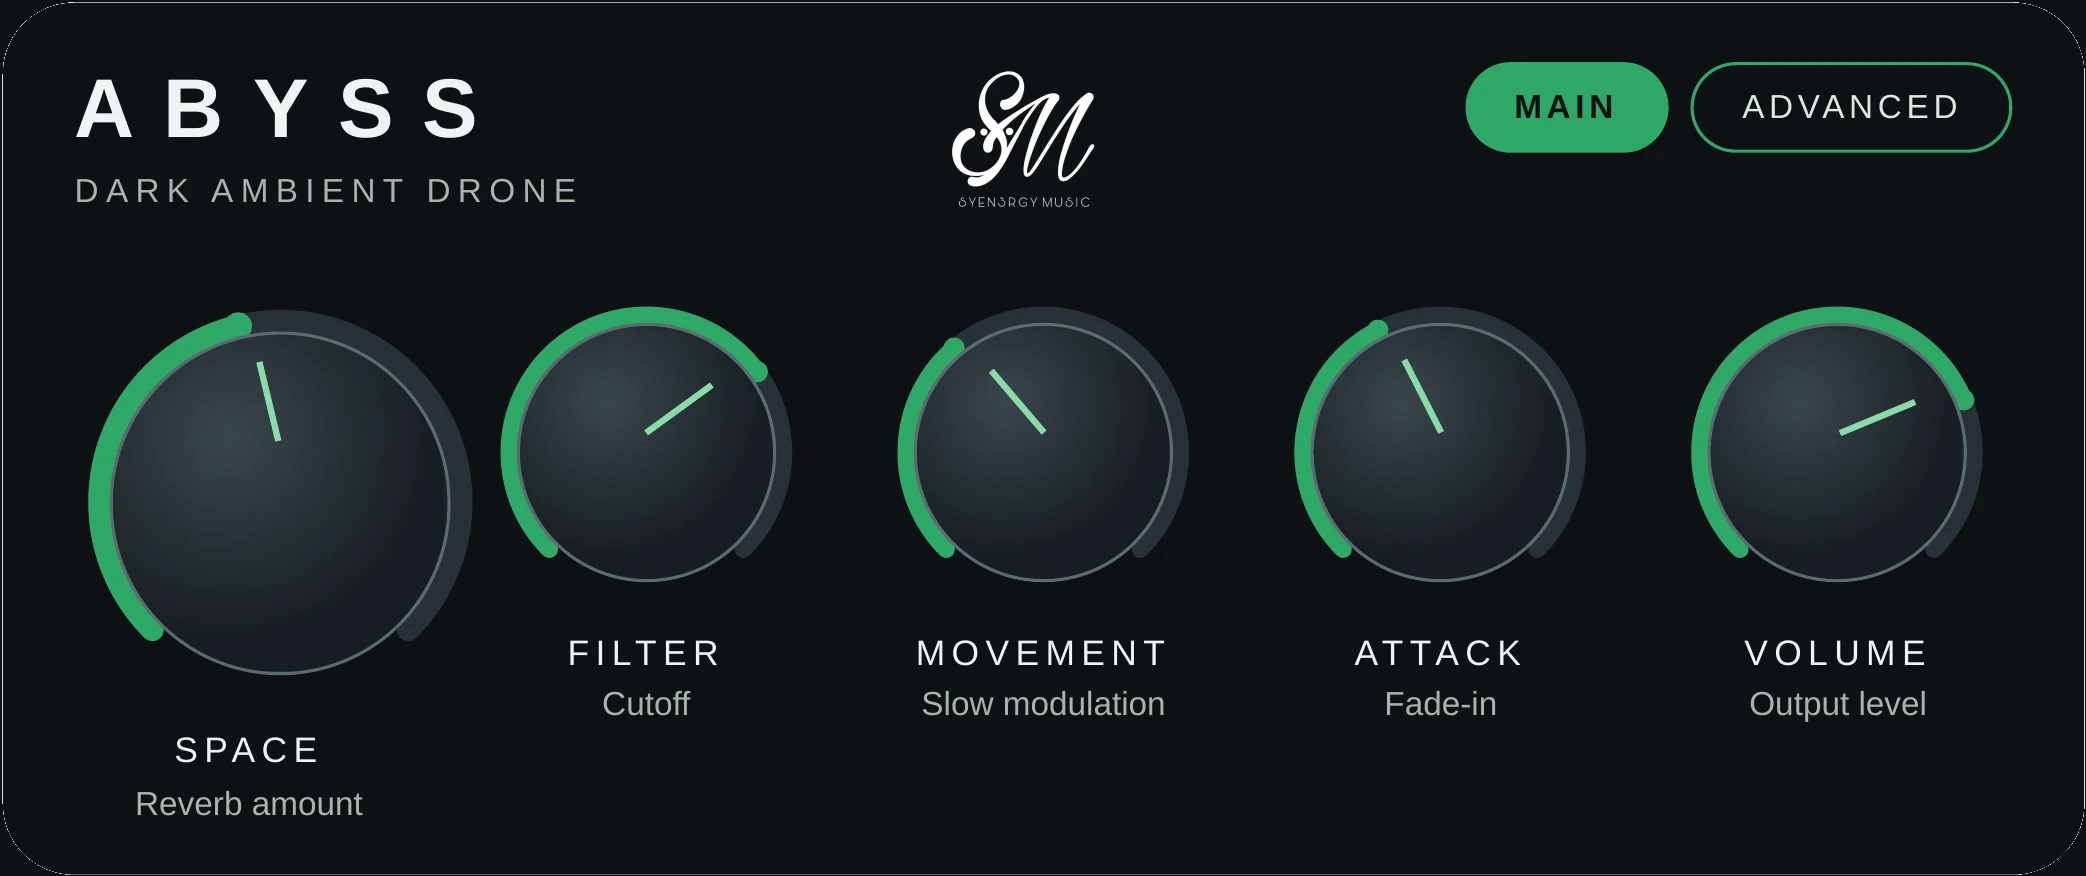 ABYSS
DARK AMBIENT DRONE
SM
SYENERGY MUSIC
MAIN
ADVANCED
SPACE
Reverb amount
FILTER
Cutoff
MOVEMENT
Slow modulation
ATTACK
Fade-in
VOLUME
Output level